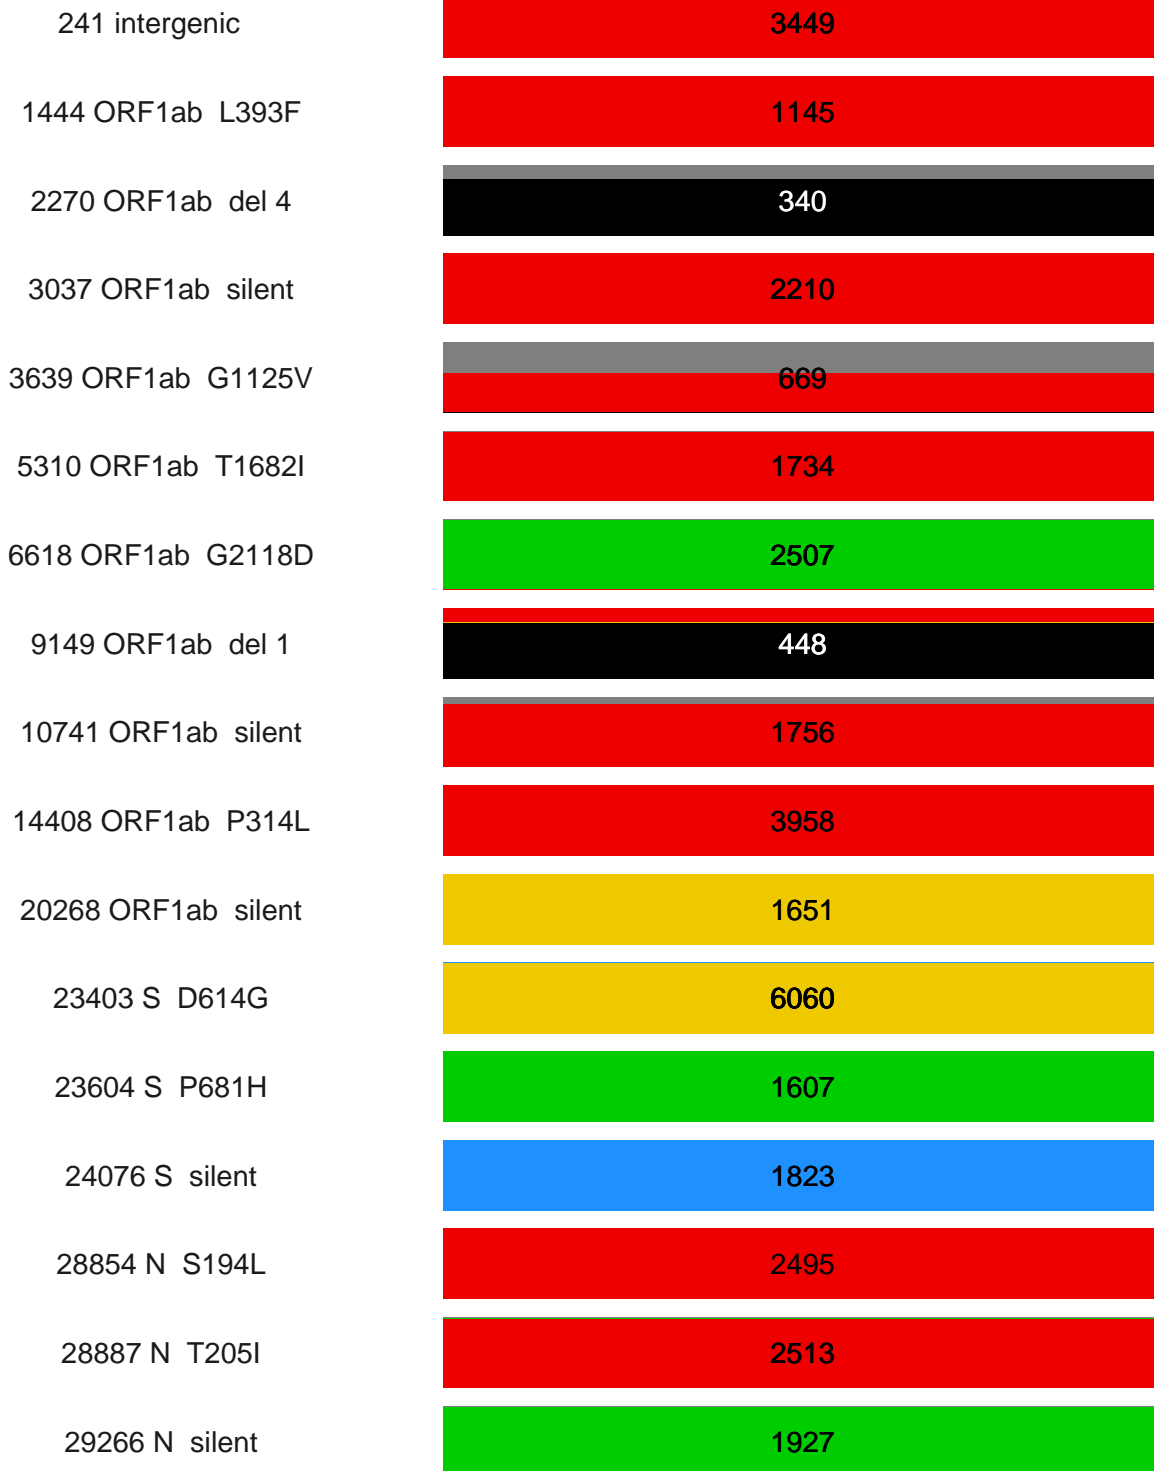 241 intergenic 3449
1444 ORF1ab L393F 1145
2270 ORF1ab del 4 340
3037 ORF1ab silent 2210
3639 ORF1ab G1125V 669
5310 ORF1ab T1682I 1734
6618 ORF1ab G2118D 2507
9149 ORF1ab del 1 448
10741 ORF1ab silent 1756
14408 ORF1ab P314L 3958
20268 ORF1ab silent 1651
23403 S D614G 6060
23604 S P681H 1607
24076 S silent 1823
28854 N S194L 2495
28887 N T205I 2513
29266 N silent 1927